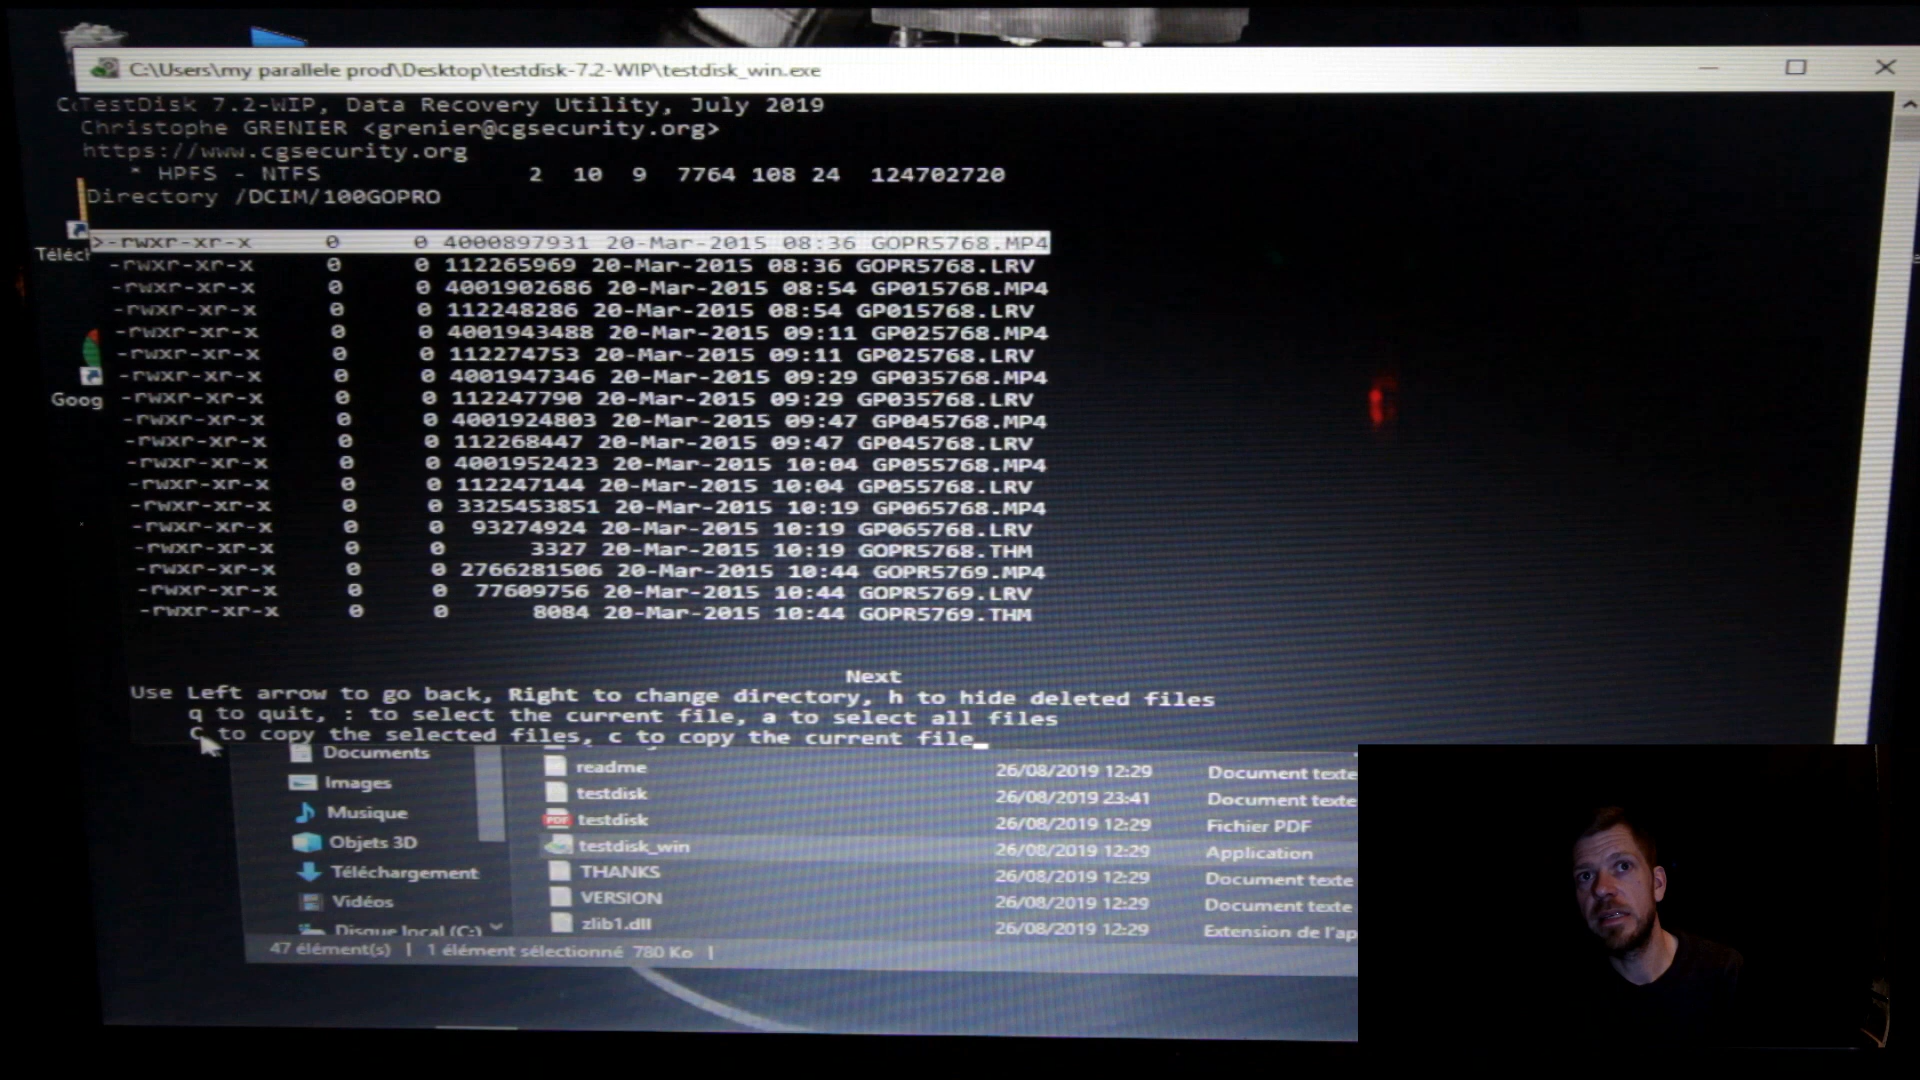 C:\Users\my parallele prod\Desktop\testdisk-7.2-WIP\testdisk_win.exe
TestDisk 7.2-WIP, Data Recovery Utility, July 2019
Christophe GRENIER <grenier@cgsecurity.org>
https://www.cgsecurity.org
* HPFS - NTFS 2 10 9 7764 108 24 124702720
Directory /DCIM/100GOPRO
>-rwxr-xr-x 0 0 4000897931 20-Mar-2015 08:36 GOPR5768.MP4
-rwxr-xr-x 0 0 112265969 20-Mar-2015 08:36 GOPR5768.LRV
-rwxr-xr-x 0 0 4001902686 20-Mar-2015 08:54 GP015768.MP4
-rwxr-xr-x 0 0 112248286 20-Mar-2015 08:54 GP015768.LRV
-rwxr-xr-x 0 0 4001943488 20-Mar-2015 09:11 GP025768.MP4
-rwxr-xr-x 0 0 112274753 20-Mar-2015 09:11 GP025768.LRV
-rwxr-xr-x 0 0 4001947346 20-Mar-2015 09:29 GP035768.MP4
-rwxr-xr-x 0 0 112247790 20-Mar-2015 09:29 GP035768.LRV
-rwxr-xr-x 0 0 4001924803 20-Mar-2015 09:47 GP045768.MP4
-rwxr-xr-x 0 0 112268447 20-Mar-2015 09:47 GP045768.LRV
-rwxr-xr-x 0 0 4001952423 20-Mar-2015 10:04 GP055768.MP4
-rwxr-xr-x 0 0 112247144 20-Mar-2015 10:04 GP055768.LRV
-rwxr-xr-x 0 0 3325453851 20-Mar-2015 10:19 GP065768.MP4
-rwxr-xr-x 0 0 93274924 20-Mar-2015 10:19 GP065768.LRV
-rwxr-xr-x 0 0 3327 20-Mar-2015 10:19 GOPR5768.THM
-rwxr-xr-x 0 0 2766281506 20-Mar-2015 10:44 GOPR5769.MP4
-rwxr-xr-x 0 0 77609756 20-Mar-2015 10:44 GOPR5769.LRV
-rwxr-xr-x 0 0 8084 20-Mar-2015 10:44 GOPR5769.THM
Next
Use Left arrow to go back, Right to change directory, h to hide deleted files
q to quit, : to select the current file, a to select all files
C to copy the selected files, c to copy the current file
Téléch
Goog
Documents
Images
Musique
Objets 3D
Téléchargement
Vidéos
Disque local (C:)
readme 26/08/2019 12:29 Document texte
testdisk 26/08/2019 23:41 Document texte
PDF testdisk 26/08/2019 12:29 Fichier PDF
testdisk_win 26/08/2019 12:29 Application
THANKS 26/08/2019 12:29 Document texte
VERSION 26/08/2019 12:29 Document texte
zlib1.dll 26/08/2019 12:29 Extension de l'ap
47 élément(s) | 1 élément sélectionné 780 Ko |